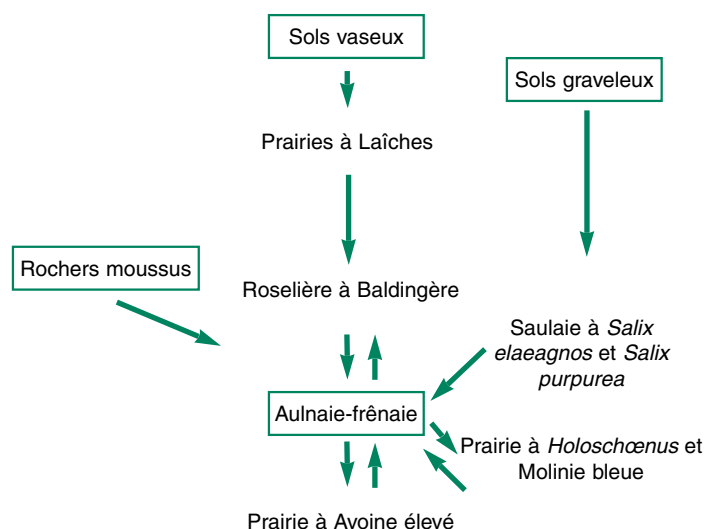 Sols vaseux
Sols graveleux
Prairies à Laîches
Rochers moussus
Roselière à Baldingère
Saulaie à Salix
elaeagnos et Salix
purpurea
Aulnaie-frênaie
Prairie à Holoschœnus et
Molinie bleue
Prairie à Avoine élevé